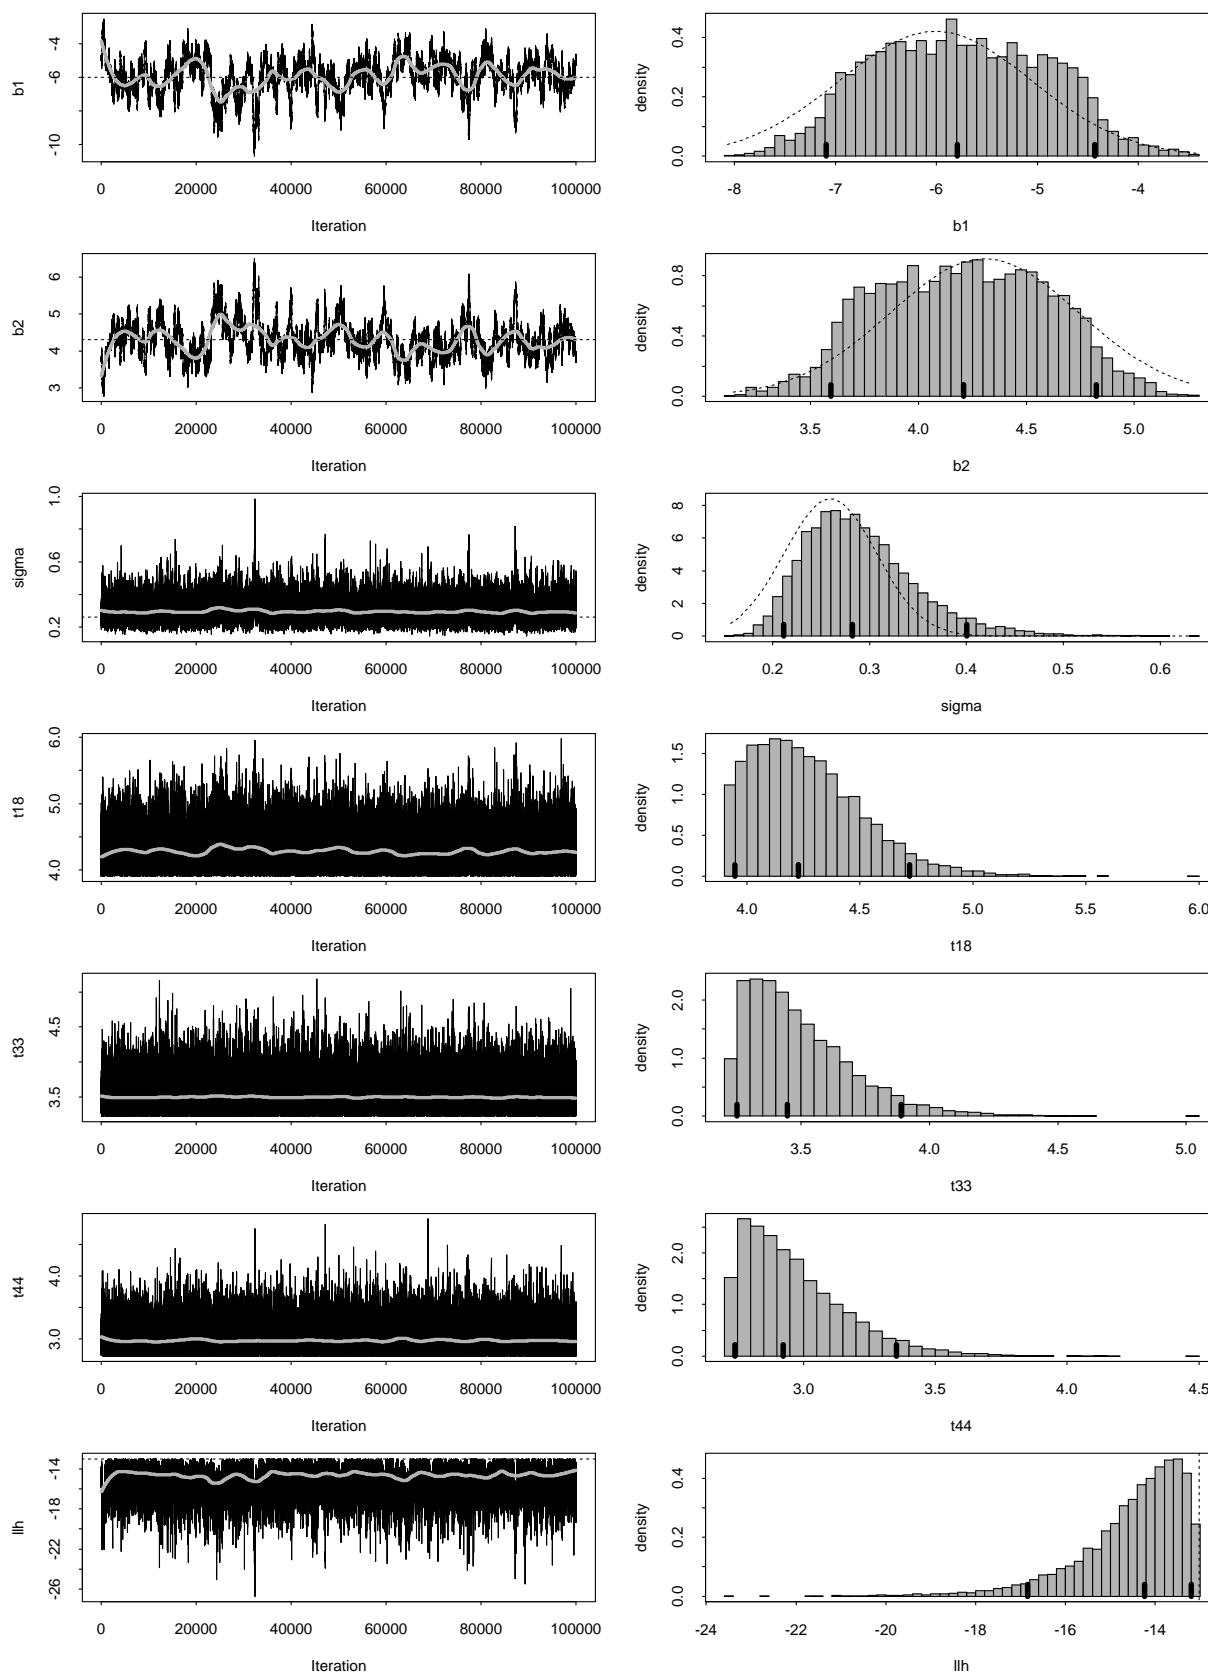 b1
-10
-6
-4
0 20000 40000 60000 80000 100000
Iteration
density
0.0 0.2 0.4
-8 -7 -6 -5 -4
b1
b2
3 4 5 6
0 20000 40000 60000 80000 100000
Iteration
density
0.0 0.4 0.8
3.5 4.0 4.5 5.0
b2
sigma
0.2 0.6 1.0
0 20000 40000 60000 80000 100000
Iteration
density
0 2 4 6 8
0.2 0.3 0.4 0.5 0.6
sigma
t18
4.0 5.0 6.0
0 20000 40000 60000 80000 100000
Iteration
density
0.0 0.5 1.0 1.5
4.0 4.5 5.0 5.5 6.0
t18
t33
3.5 4.5
0 20000 40000 60000 80000 100000
Iteration
density
0.0 1.0 2.0
3.5 4.0 4.5 5.0
t33
t44
3.0 4.0
0 20000 40000 60000 80000 100000
Iteration
density
0.0 1.0 2.0
3.0 3.5 4.0 4.5
t44
llh
-26 -22 -18 -14
0 20000 40000 60000 80000 100000
Iteration
density
0.0 0.2 0.4
-24 -22 -20 -18 -16 -14
llh